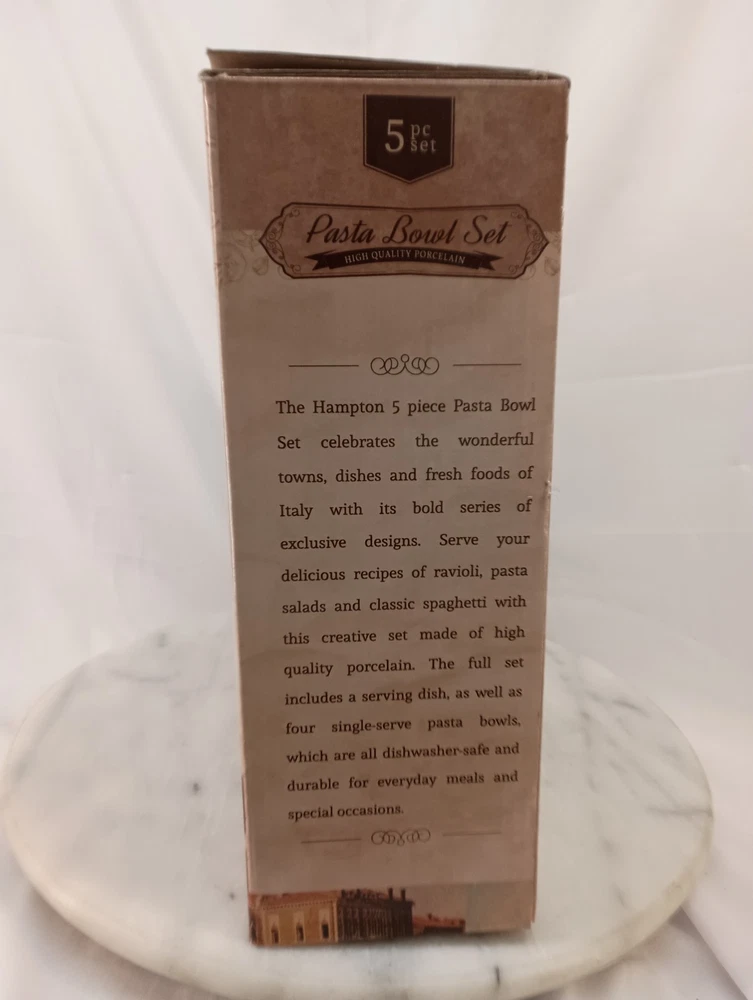 5 pc set
Pasta Bowl Set
HIGH QUALITY PORCELAIN
The Hampton 5 piece Pasta Bowl
Set celebrates the wonderful
towns, dishes and fresh foods of
Italy with its bold series of
exclusive designs. Serve your
delicious recipes of ravioli, pasta
salads and classic spaghetti with
this creative set made of high
quality porcelain. The full set
includes a serving dish, as well as
four single-serve pasta bowls,
which are all dishwasher-safe and
durable for everyday meals and
special occasions.